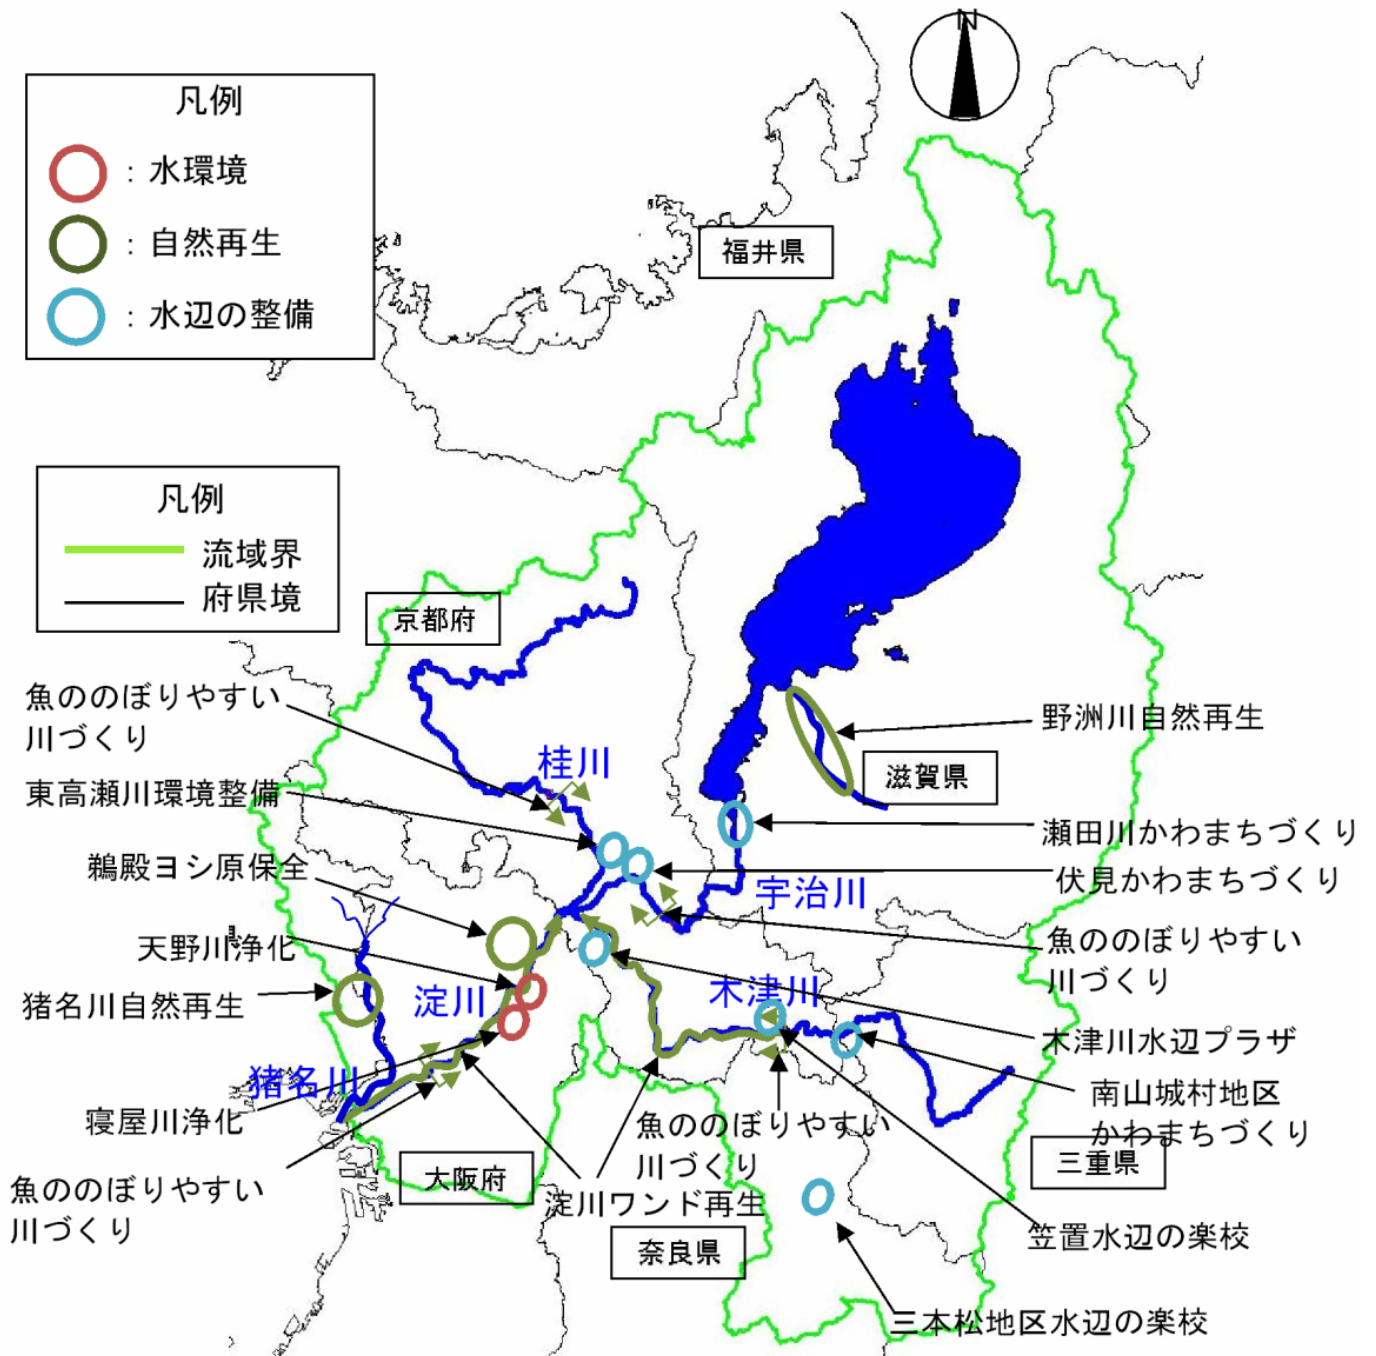 N
凡例
：水環境
：自然再生
：水辺の整備
福井県
凡例
流域界
府県境
京都府
魚ののぼりやすい
川づくり
桂川
野洲川自然再生
滋賀県
東高瀬川環境整備
瀬田川かわまちづくり
鵜殿ヨシ原保全
伏見かわまちづくり
宇治川
天野川浄化
魚ののぼりやすい
川づくり
猪名川自然再生
淀川
木津川
木津川水辺プラザ
猪名川
南山城村地区
かわまちづくり
寝屋川浄化
魚ののぼりやすい
川づくり
三重県
大阪府
魚ののぼりやすい
川づくり
淀川ワンド再生
奈良県
笠置水辺の楽校
三本松地区水辺の楽校